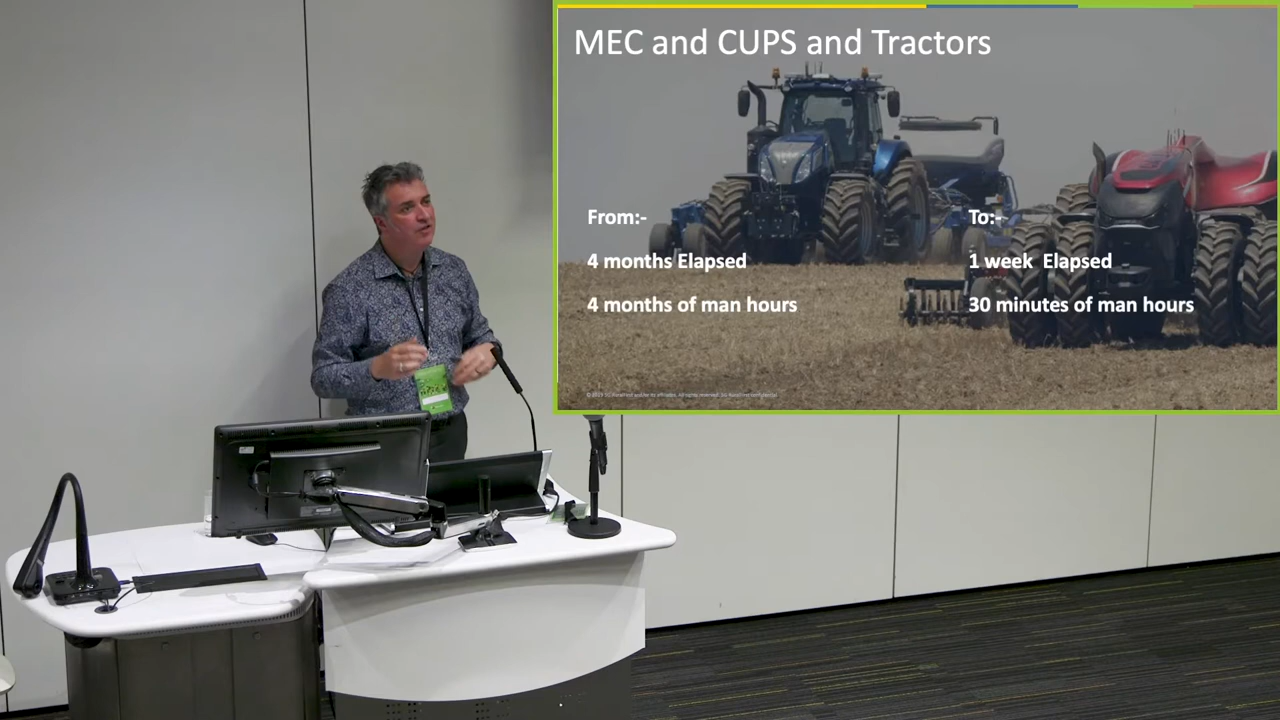 MEC and CUPS and Tractors
From:-
To:-
4 months Elapsed
1 week Elapsed
4 months of man hours
30 minutes of man hours